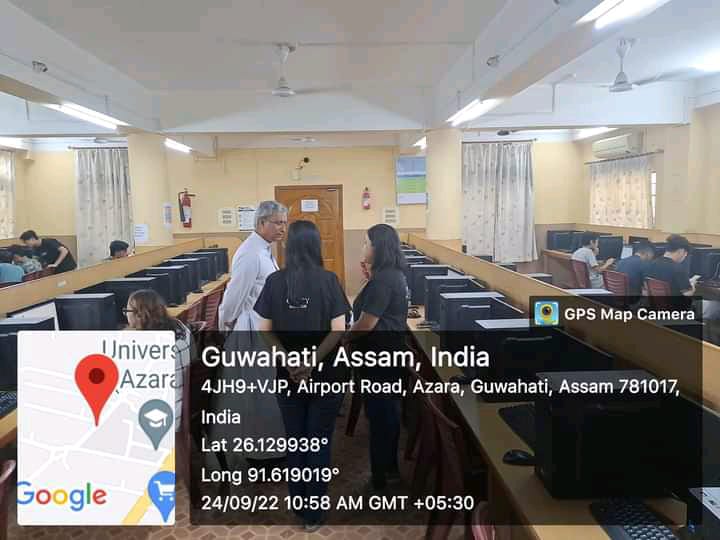 GPS Map Camera
Univers
Azara
Google
Guwahati, Assam, India
4JH9+VJP, Airport Road, Azara, Guwahati, Assam 781017,
India
Lat 26.129938°
Long 91.619019°
24/09/22 10:58 AM GMT +05:30